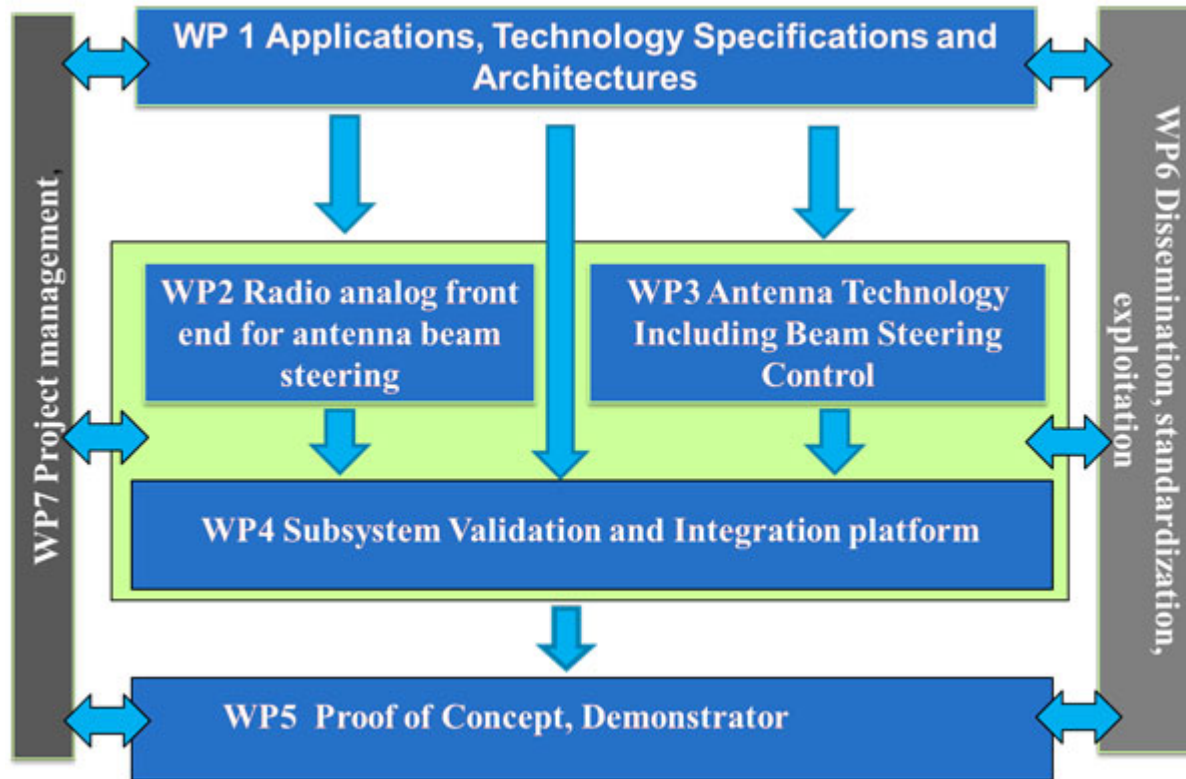 WP 1 Applications, Technology Specifications and
Architectures
WP7 Project management,
WP6 Dissemination, standardization,
exploitation
WP2 Radio analog front
end for antenna beam
steering
WP3 Antenna Technology
Including Beam Steering
Control
WP4 Subsystem Validation and Integration platform
WP5 Proof of Concept, Demonstrator